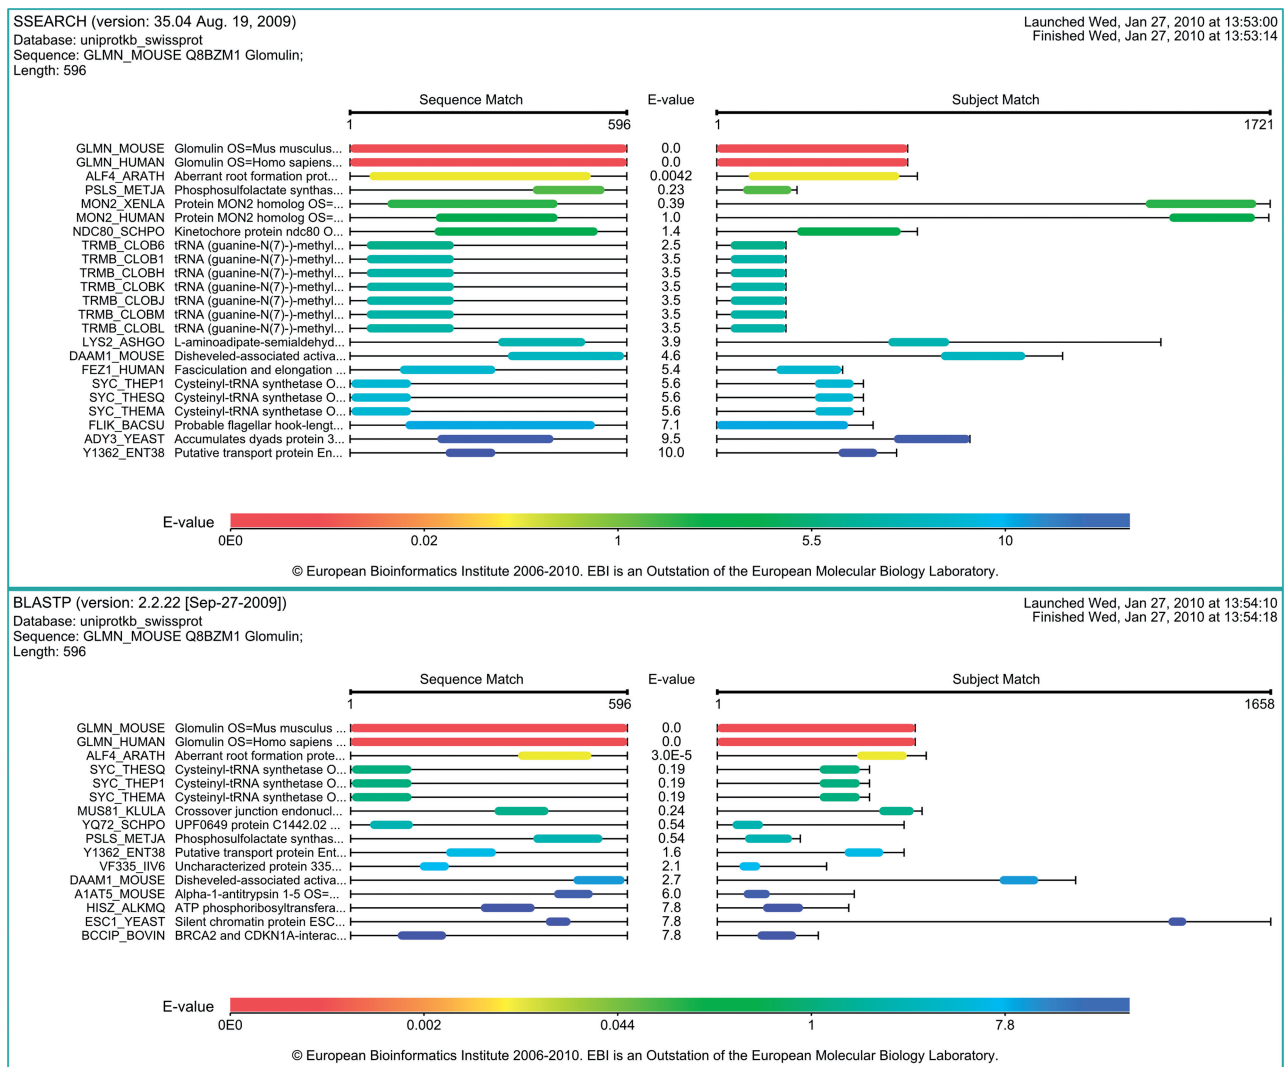 SSEARCH (version: 35.04 Aug. 19, 2009)
Launched Wed, Jan 27, 2010 at 13:53:00
Database: uniprotkb_swissprot
Finished Wed, Jan 27, 2010 at 13:53:14
Sequence: GLMN_MOUSE Q8BZM1 Glomulin;
Length: 596
Sequence Match E-value Subject Match
1 596 1 1721
GLMN_MOUSE Glomulin OS=Mus musculus... 0.0
GLMN_HUMAN Glomulin OS=Homo sapiens... 0.0
ALF4_ARATH Aberrant root formation prot... 0.0042
PSLS_METJA Phosphosulfolactate synthas... 0.23
MON2_XENLA Protein MON2 homolog OS=... 0.39
MON2_HUMAN Protein MON2 homolog OS=... 1.0
NDC80_SCHPO Kinetochore protein ndc80 O... 1.4
TRMB_CLOB6 tRNA (guanine-N(7)-)-methyl... 2.5
TRMB_CLOB1 tRNA (guanine-N(7)-)-methyl... 3.5
TRMB_CLOBH tRNA (guanine-N(7)-)-methyl... 3.5
TRMB_CLOBK tRNA (guanine-N(7)-)-methyl... 3.5
TRMB_CLOBJ tRNA (guanine-N(7)-)-methyl... 3.5
TRMB_CLOBM tRNA (guanine-N(7)-)-methyl... 3.5
TRMB_CLOBL tRNA (guanine-N(7)-)-methyl... 3.5
LYS2_ASHGO L-aminoadipate-semialdehyd... 3.9
DAAM1_MOUSE Disheveled-associated activa... 4.6
FEZ1_HUMAN Fasciculation and elongation ... 5.4
SYC_THEP1 Cysteinyl-tRNA synthetase O... 5.6
SYC_THESQ Cysteinyl-tRNA synthetase O... 5.6
SYC_THEMA Cysteinyl-tRNA synthetase O... 5.6
FLIK_BACSU Probable flagellar hook-lengt... 7.1
ADY3_YEAST Accumulates dyads protein 3... 9.5
Y1362_ENT38 Putative transport protein En... 10.0
E-value
0E0 0.02 1 5.5 10
© European Bioinformatics Institute 2006-2010. EBI is an Outstation of the European Molecular Biology Laboratory.
BLASTP (version: 2.2.22 [Sep-27-2009])
Launched Wed, Jan 27, 2010 at 13:54:10
Database: uniprotkb_swissprot
Finished Wed, Jan 27, 2010 at 13:54:18
Sequence: GLMN_MOUSE Q8BZM1 Glomulin;
Length: 596
Sequence Match E-value Subject Match
1 596 1 1658
GLMN_MOUSE Glomulin OS=Mus musculus ... 0.0
GLMN_HUMAN Glomulin OS=Homo sapiens ... 0.0
ALF4_ARATH Aberrant root formation prote... 3.0E-5
SYC_THESQ Cysteinyl-tRNA synthetase O... 0.19
SYC_THEP1 Cysteinyl-tRNA synthetase O... 0.19
SYC_THEMA Cysteinyl-tRNA synthetase O... 0.19
MUS81_KLULA Crossover junction endonucl... 0.24
YQ72_SCHPO UPF0649 protein C1442.02 ... 0.54
PSLS_METJA Phosphosulfolactate synthas... 0.54
Y1362_ENT38 Putative transport protein Ent... 1.6
VF335_IIV6 Uncharacterized protein 335... 2.1
DAAM1_MOUSE Disheveled-associated activa... 2.7
A1AT5_MOUSE Alpha-1-antitrypsin 1-5 OS=... 6.0
HISZ_ALKMQ ATP phosphoribosyltransfera... 7.8
ESC1_YEAST Silent chromatin protein ESC... 7.8
BCCIP_BOVIN BRCA2 and CDKN1A-interac... 7.8
E-value
0E0 0.002 0.044 1 7.8
© European Bioinformatics Institute 2006-2010. EBI is an Outstation of the European Molecular Biology Laboratory.